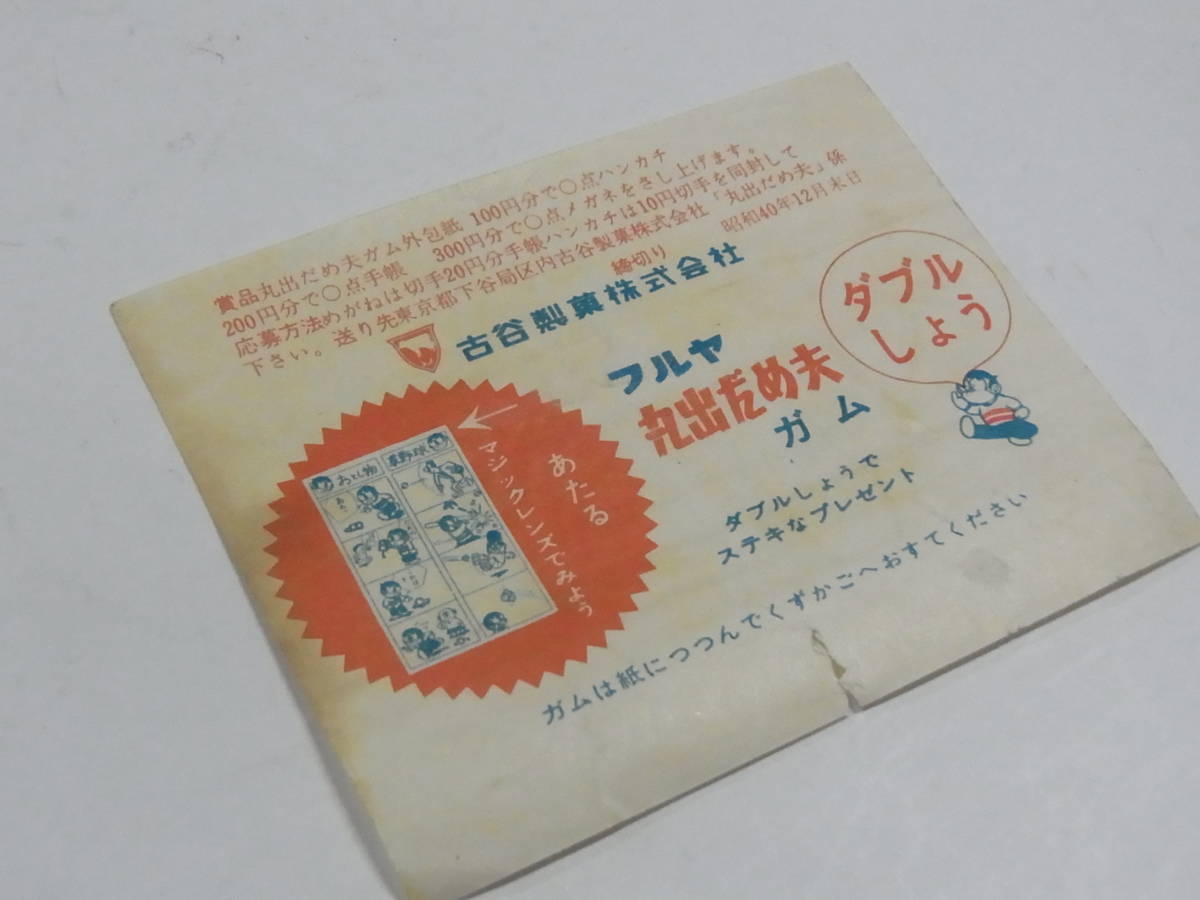 賞品丸出だめ夫ガム外包紙 100円分で〇点ハンカチ
200円分で〇点手帳 300円分で〇点メガネをさし上げます。
応募方法めがねは切手20円分手帳ハンカチは10円切手を同封して
下さい。送り先東京都下谷局区内古谷製菓株式会社「丸出だめ夫」係
締切り 昭和40年12月末日
古谷製菓株式会社
フルヤ
丸出だめ夫
ガム
ダブル
しょう
ダブルしょうで
ステキなプレゼント
あたる
マジックレンズでみよう
おとし物
草野球
ガムは紙につつんでくずかごへおすてください